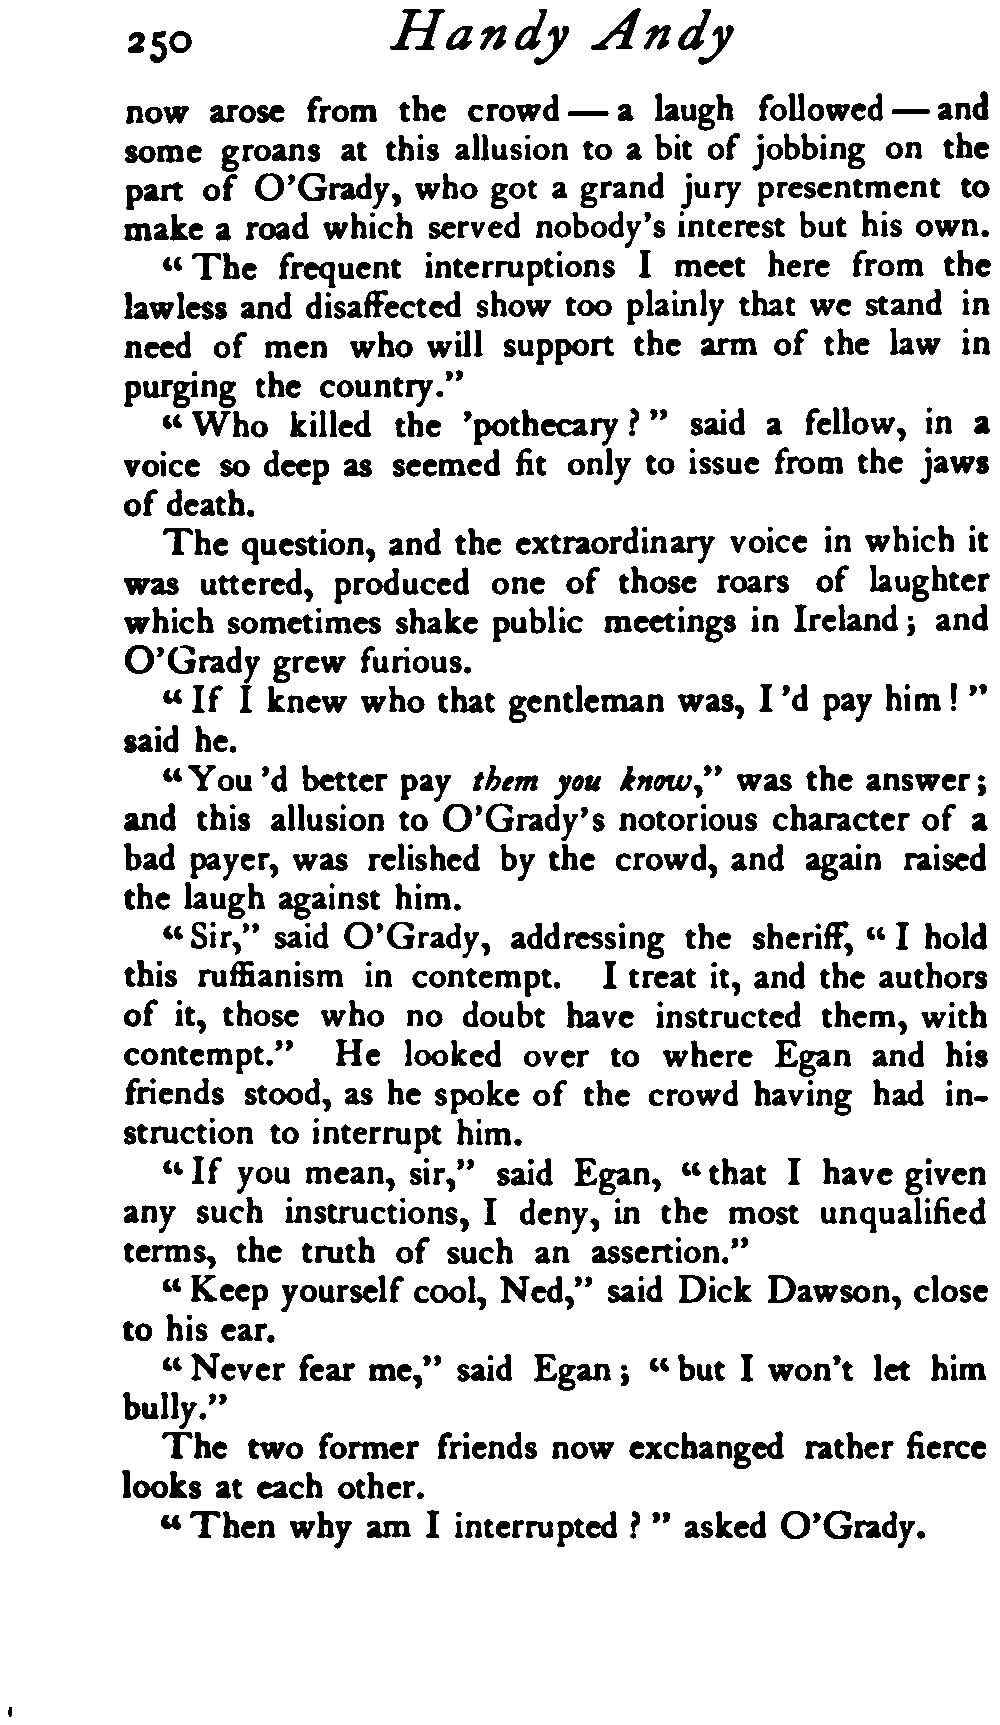 250 Handy Andy
now arose from the crowd — a laugh followed — and
some groans at this allusion to a bit of jobbing on the
part of O'Grady, who got a grand jury presentment to
make a road which served nobody's interest but his own.
"The frequent interruptions I meet here from the
lawless and disaffected show too plainly that we stand in
need of men who will support the arm of the law in
purging the country."
"Who killed the 'pothecary?" said a fellow, in a
voice so deep as seemed fit only to issue from the jaws
of death.
The question, and the extraordinary voice in which it
was uttered, produced one of those roars of laughter
which sometimes shake public meetings in Ireland; and
O'Grady grew furious.
"If I knew who that gentleman was, I'd pay him!"
said he.
"You'd better pay them you know," was the answer;
and this allusion to O'Grady's notorious character of a
bad payer, was relished by the crowd, and again raised
the laugh against him.
"Sir," said O'Grady, addressing the sheriff, "I hold
this ruffianism in contempt. I treat it, and the authors
of it, those who no doubt have instructed them, with
contempt." He looked over to where Egan and his
friends stood, as he spoke of the crowd having had in-
struction to interrupt him.
"If you mean, sir," said Egan, "that I have given
any such instructions, I deny, in the most unqualified
terms, the truth of such an assertion."
"Keep yourself cool, Ned," said Dick Dawson, close
to his ear.
"Never fear me," said Egan; "but I won't let him
bully."
The two former friends now exchanged rather fierce
looks at each other.
"Then why am I interrupted?" asked O'Grady.